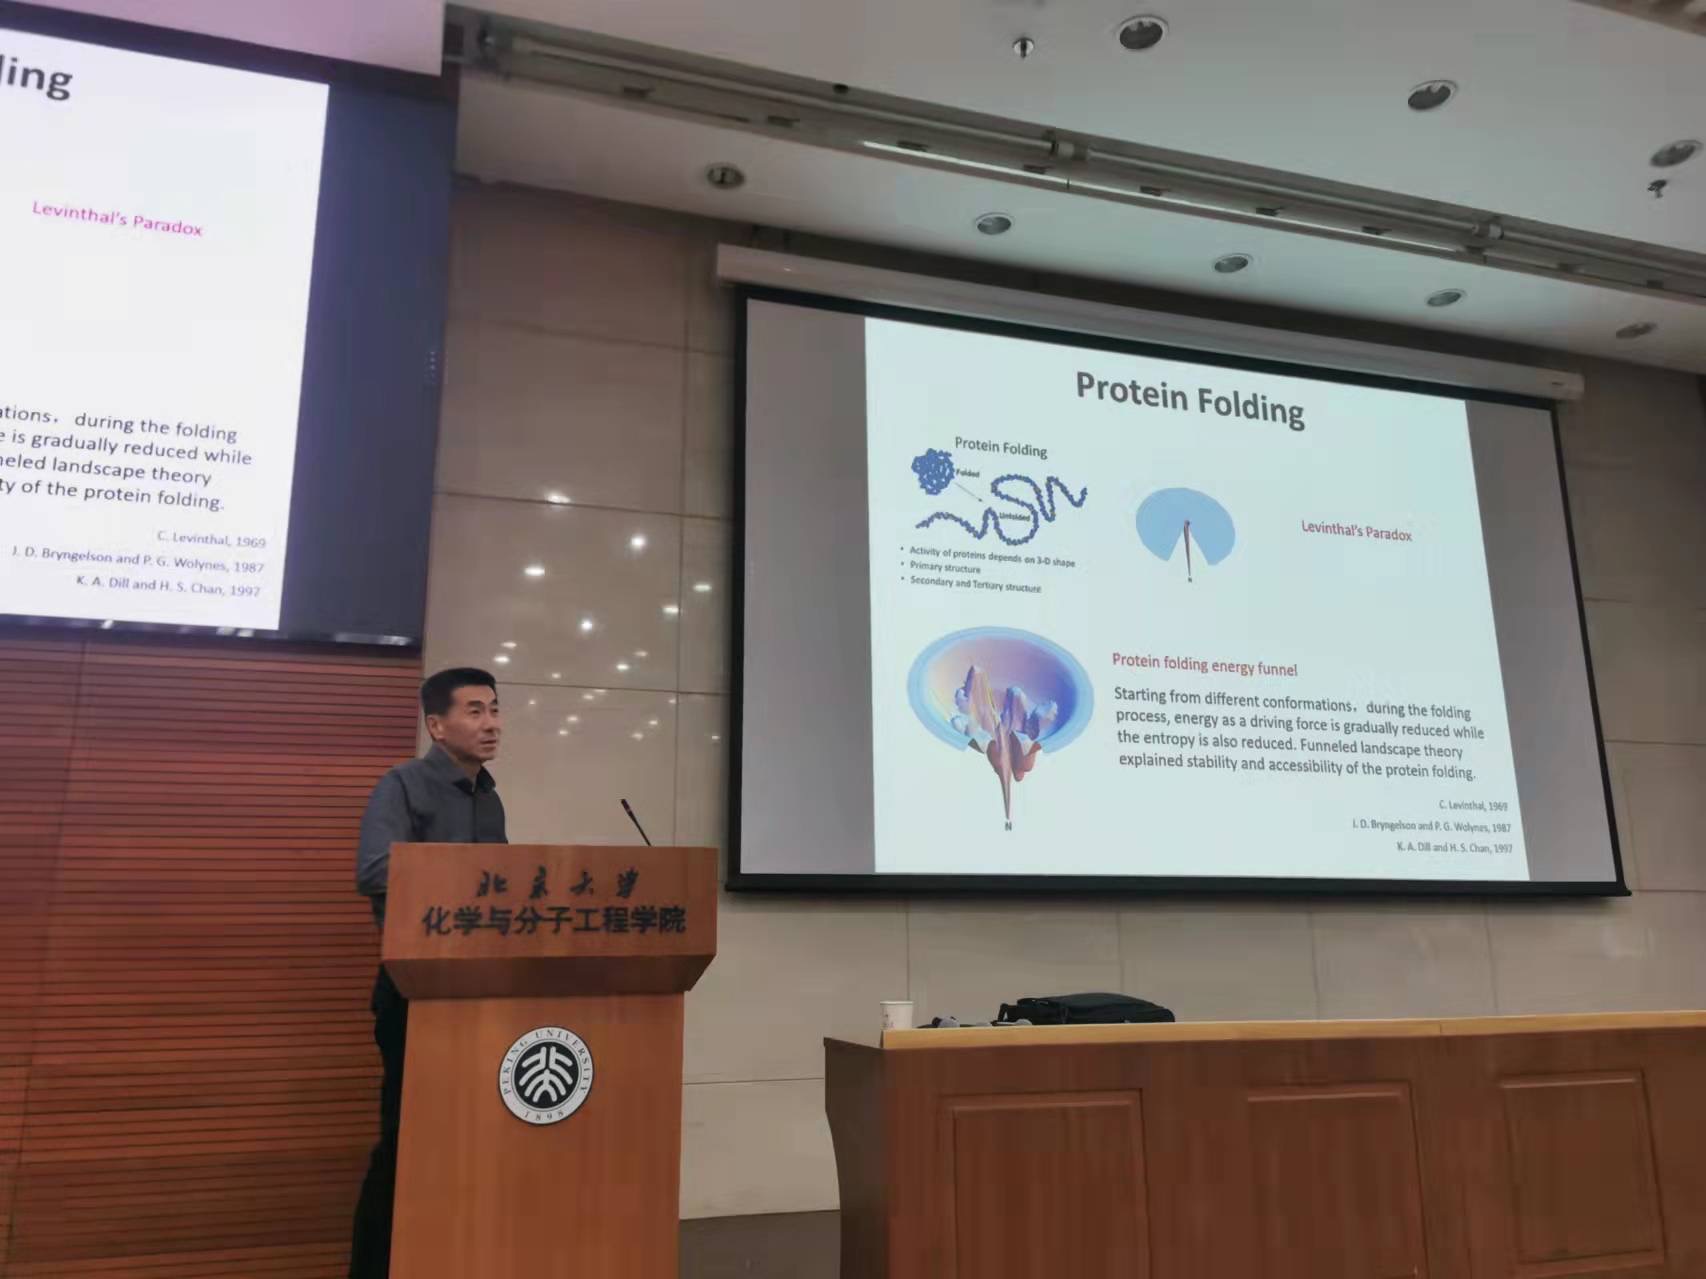 ling
Levinthal's Paradox
ations， during the folding
e is gradually reduced while
neled landscape theory
ty of the protein folding.
C. Levinthal, 1969
J. D. Bryngelson and P. G. Wolynes, 1987
K. A. Dill and H. S. Chan, 1997
Protein Folding
Protein Folding
Folded
Unfolded
• Activity of proteins depends on 3-D shape
• Primary structure
• Secondary and Tertiary structure
N
Levinthal's Paradox
Protein folding energy funnel
Starting from different conformations，during the folding
process, energy as a driving force is gradually reduced while
the entropy is also reduced. Funneled landscape theory
explained stability and accessibility of the protein folding.
N
C. Levinthal, 1969
J. D. Bryngelson and P. G. Wolynes, 1987
K. A. Dill and H. S. Chan, 1997
北京大学
化学与分子工程学院
PEKING UNIVERSITY
1898